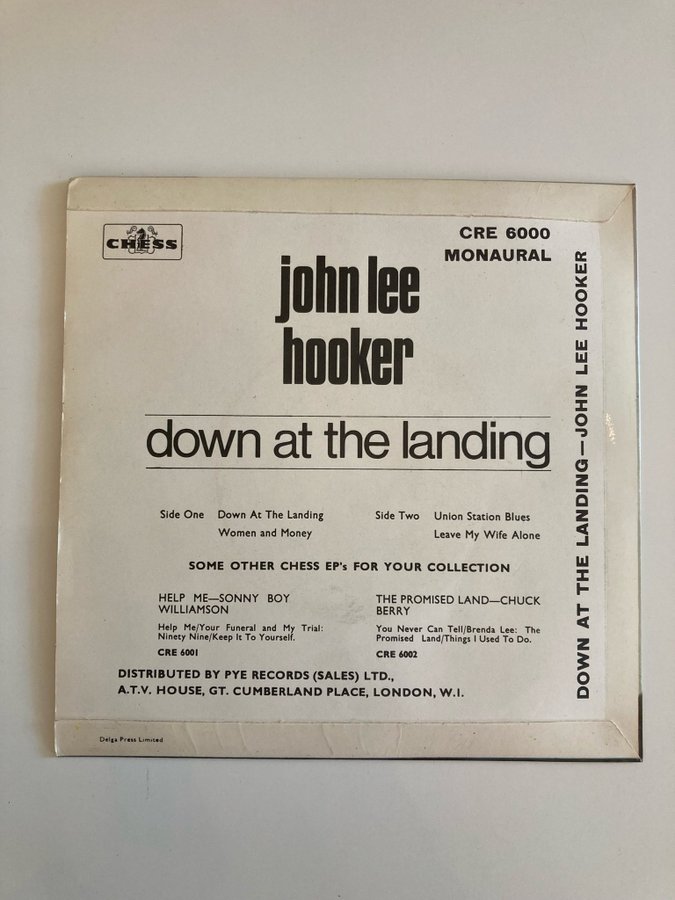 CHESS
CRE 6000
MONAURAL
john lee
hooker
down at the landing
Side One Down At The Landing
Women and Money
Side Two Union Station Blues
Leave My Wife Alone
SOME OTHER CHESS EP's FOR YOUR COLLECTION
HELP ME—SONNY BOY
WILLIAMSON
Help Me/Your Funeral and My Trial:
Ninety Nine/Keep It To Yourself.
CRE 6001
THE PROMISED LAND—CHUCK
BERRY
You Never Can Tell/Brenda Lee: The
Promised Land/Things I Used To Do.
CRE 6002
DISTRIBUTED BY PYE RECORDS (SALES) LTD.,
A.T.V. HOUSE, GT. CUMBERLAND PLACE, LONDON, W.I.
Delga Press Limited
DOWN AT THE LANDING—JOHN LEE HOOKER